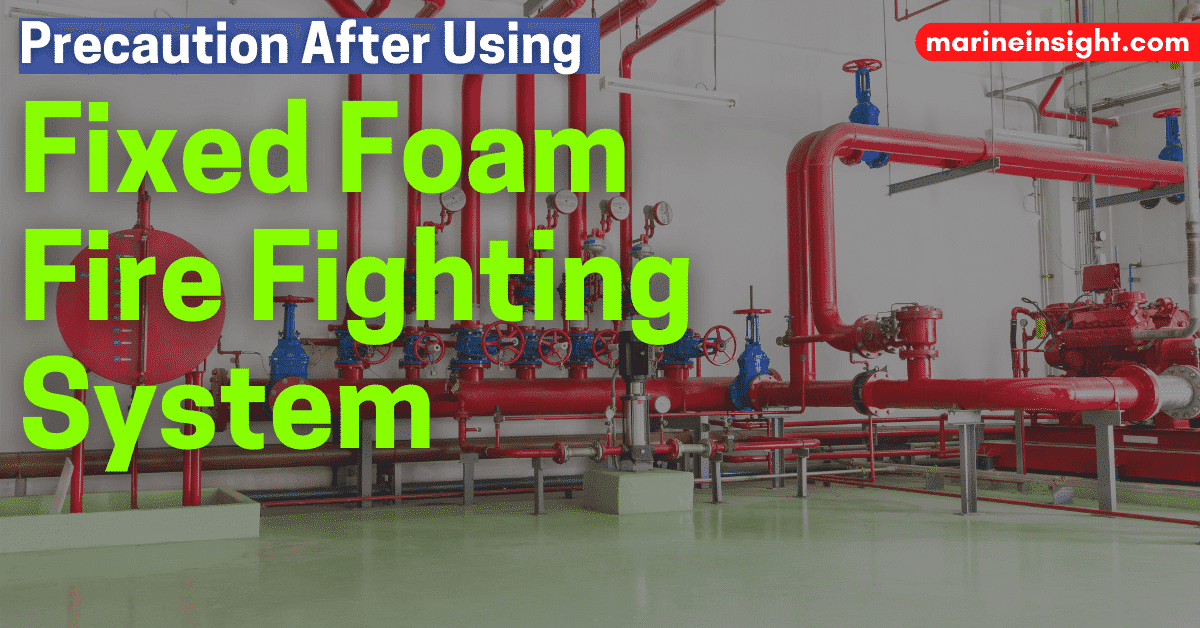 Precaution After Using
marineinsight.com
Fixed Foam
Fire Fighting
System